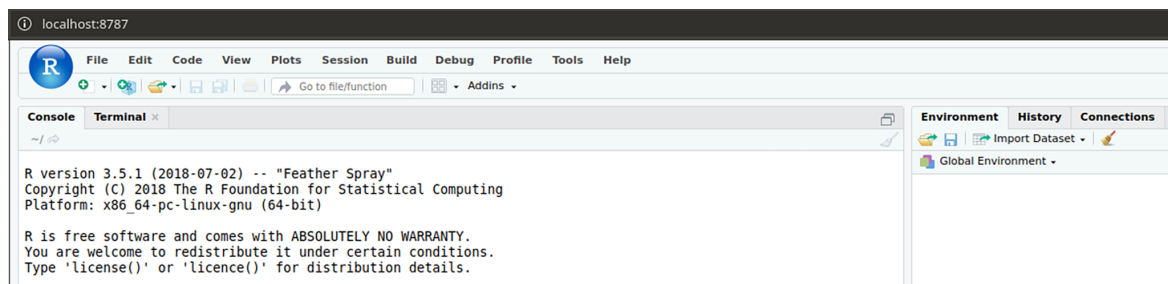 localhost:8787
R
File Edit Code View Plots Session Build Debug Profile Tools Help
R Go to file/function Addins
Console Terminal
Environment History Connections
~/
Import Dataset
Global Environment
R version 3.5.1 (2018-07-02) -- "Feather Spray"
Copyright (C) 2018 The R Foundation for Statistical Computing
Platform: x86_64-pc-linux-gnu (64-bit)
R is free software and comes with ABSOLUTELY NO WARRANTY.
You are welcome to redistribute it under certain conditions.
Type 'license()' or 'licence()' for distribution details.